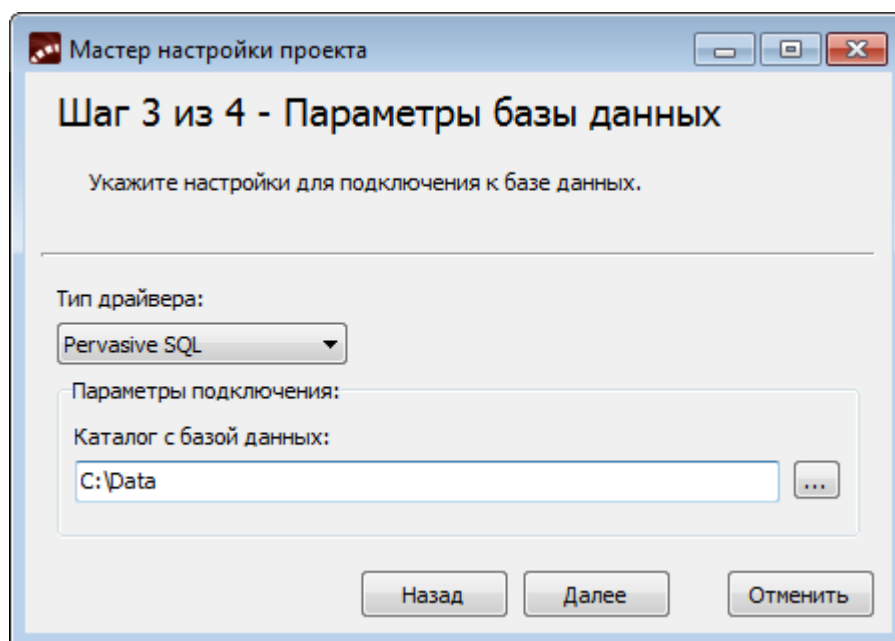 Мастер настройки проекта
Шаг 3 из 4 - Параметры базы данных
Укажите настройки для подключения к базе данных.
Тип драйвера:
Pervasive SQL
Параметры подключения:
Каталог с базой данных:
C:\Data
...
Назад Далее Отменить